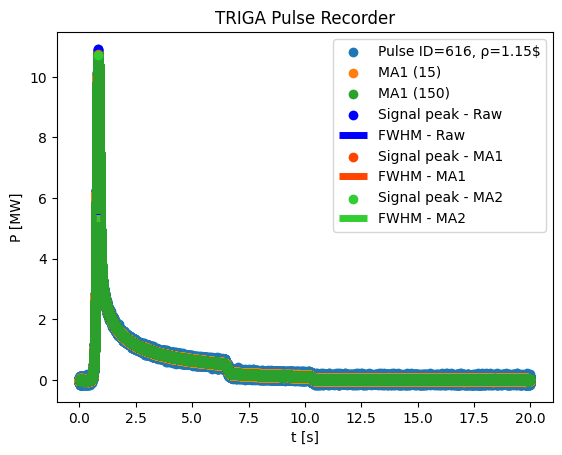 TRIGA Pulse Recorder
Pulse ID=616, ρ=1.15$
MA1 (15)
MA1 (150)
Signal peak - Raw
FWHM - Raw
Signal peak - MA1
FWHM - MA1
Signal peak - MA2
FWHM - MA2
P [MW]
10
8
6
4
2
0
0.0 2.5 5.0 7.5 10.0 12.5 15.0 17.5 20.0
t [s]